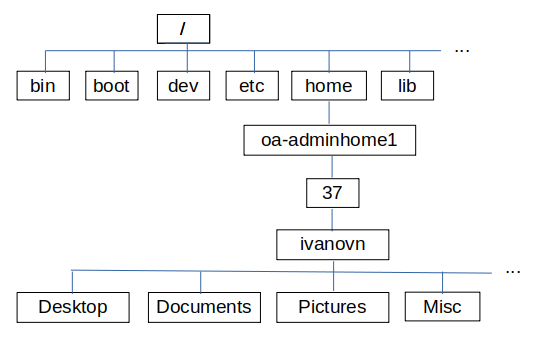 /
...
bin boot dev etc home lib
oa-adminhome1
37
ivanovn
...
Desktop Documents Pictures Misc